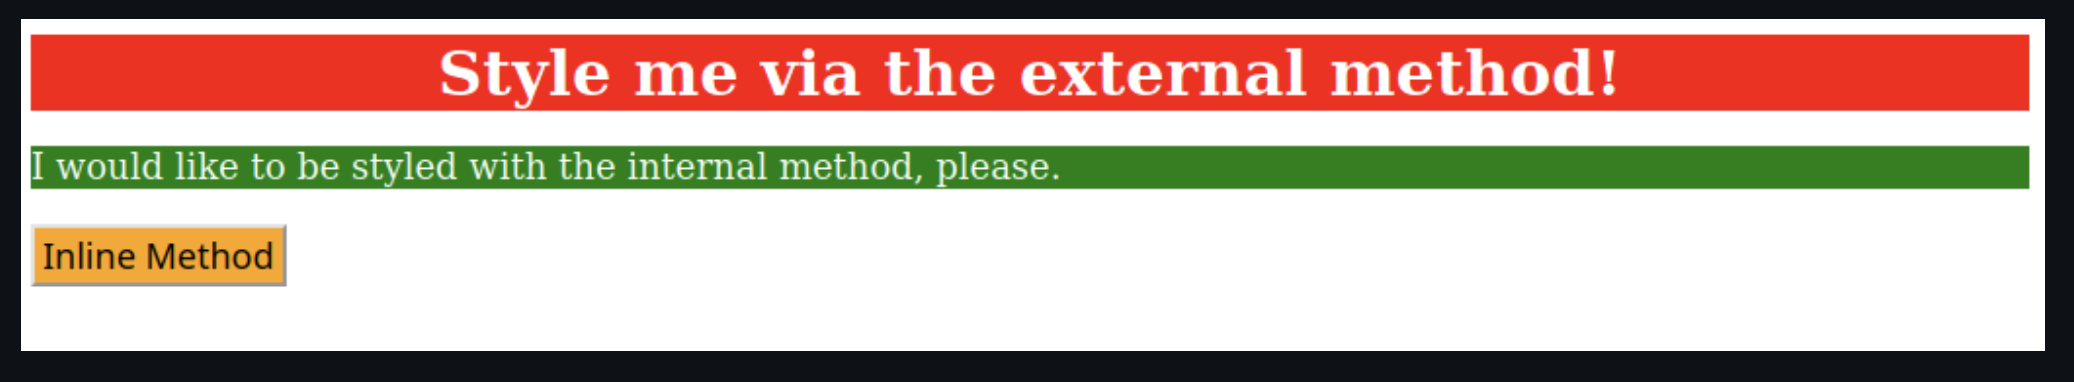 Style me via the external method!
I would like to be styled with the internal method, please.
Inline Method